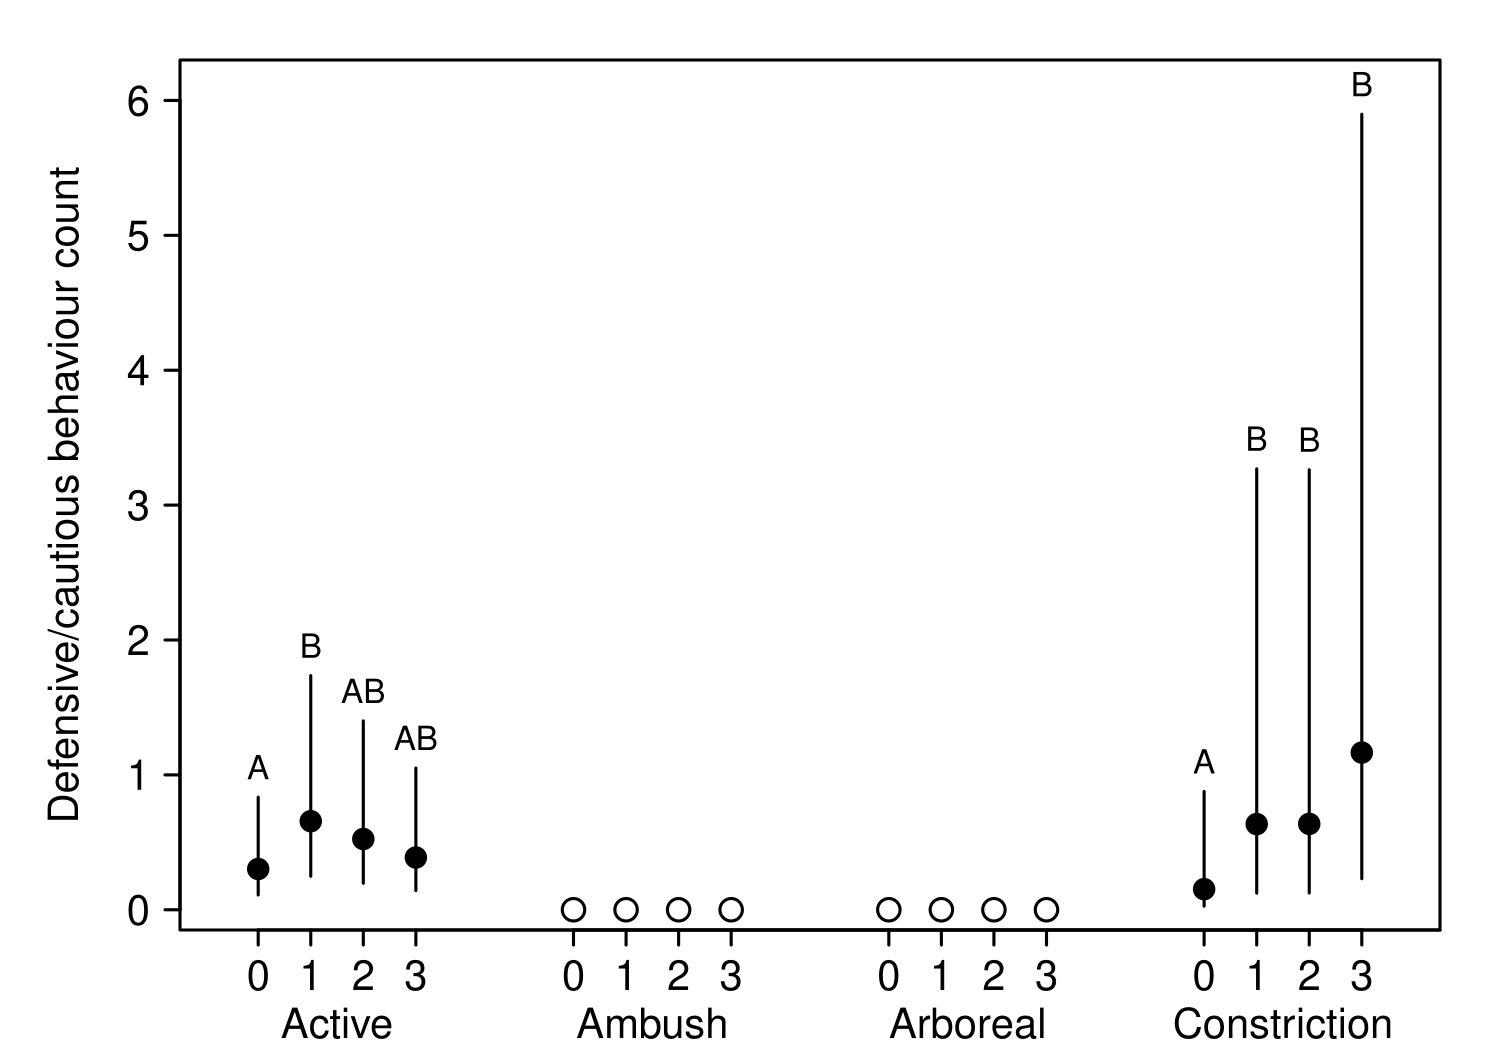 Defensive/cautious behaviour count
6
5
4
3
2
1
0
A
B
AB
AB
A
B
B
B
0 1 2 3 0 1 2 3 0 1 2 3 0 1 2 3
Active Ambush Arboreal Constriction